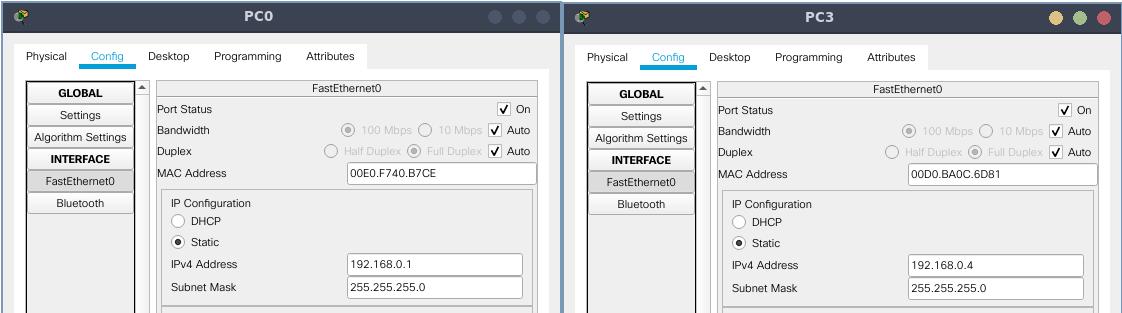 PC0
Physical Config Desktop Programming Attributes
GLOBAL
Settings
Algorithm Settings
INTERFACE
FastEthernet0
Bluetooth
FastEthernet0
Port Status On
Bandwidth 100 Mbps 10 Mbps Auto
Duplex Half Duplex Full Duplex Auto
MAC Address 00E0.F740.B7CE
IP Configuration
DHCP
Static
IPv4 Address 192.168.0.1
Subnet Mask 255.255.255.0
PC3
Physical Config Desktop Programming Attributes
GLOBAL
Settings
Algorithm Settings
INTERFACE
FastEthernet0
Bluetooth
FastEthernet0
Port Status On
Bandwidth 100 Mbps 10 Mbps Auto
Duplex Half Duplex Full Duplex Auto
MAC Address 00D0.BA0C.6D81
IP Configuration
DHCP
Static
IPv4 Address 192.168.0.4
Subnet Mask 255.255.255.0